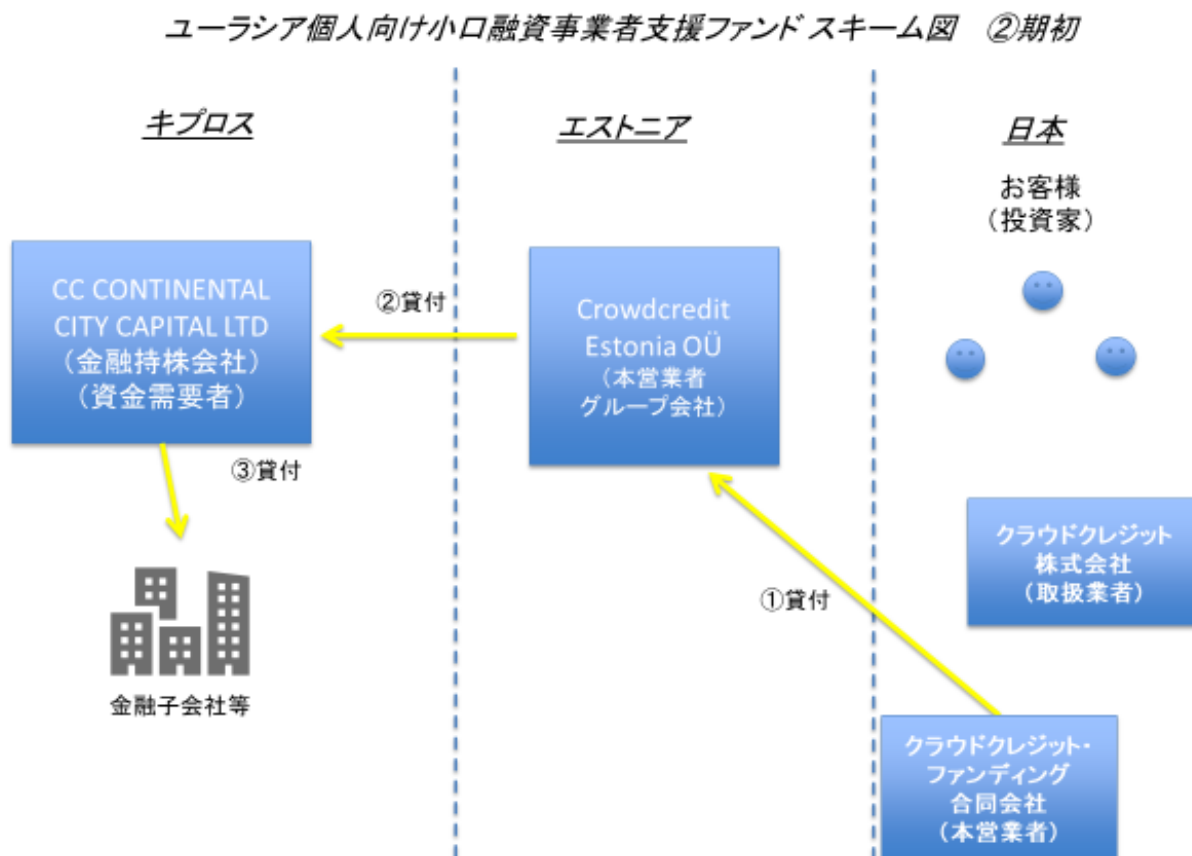 ユーラシア個人向け小口融資事業者支援ファンド スキーム図　②期初
キプロス
エストニア
日本
お客様
（投資家）
CC CONTINENTAL
CITY CAPITAL LTD
（金融持株会社）
（資金需要者）
②貸付
Crowdcredit
Estonia OÜ
（本営業者
グループ会社）
③貸付
金融子会社等
①貸付
クラウドクレジット
株式会社
（取扱業者）
クラウドクレジット・
ファンディング
合同会社
（本営業者）